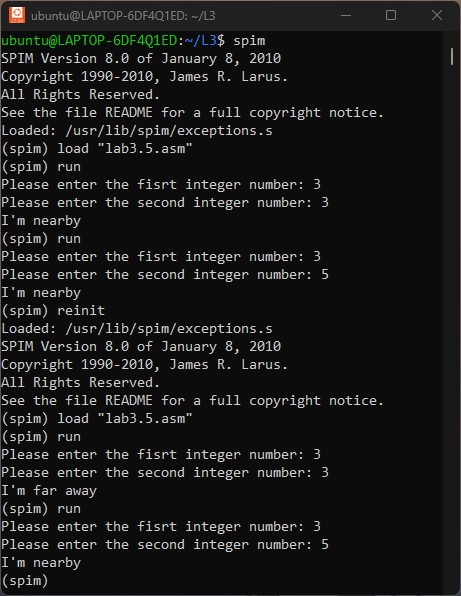 ubuntu@LAPTOP-6DF4Q1ED: ~/L3
ubuntu@LAPTOP-6DF4Q1ED:~/L3$ spim
SPIM Version 8.0 of January 8, 2010
Copyright 1990-2010, James R. Larus.
All Rights Reserved.
See the file README for a full copyright notice.
Loaded: /usr/lib/spim/exceptions.s
(spim) load "lab3.5.asm"
(spim) run
Please enter the fisrt integer number: 3
Please enter the second integer number: 3
I'm nearby
(spim) run
Please enter the fisrt integer number: 3
Please enter the second integer number: 5
I'm nearby
(spim) reinit
Loaded: /usr/lib/spim/exceptions.s
SPIM Version 8.0 of January 8, 2010
Copyright 1990-2010, James R. Larus.
All Rights Reserved.
See the file README for a full copyright notice.
(spim) load "lab3.5.asm"
(spim) run
Please enter the fisrt integer number: 3
Please enter the second integer number: 3
I'm far away
(spim) run
Please enter the fisrt integer number: 3
Please enter the second integer number: 5
I'm nearby
(spim)